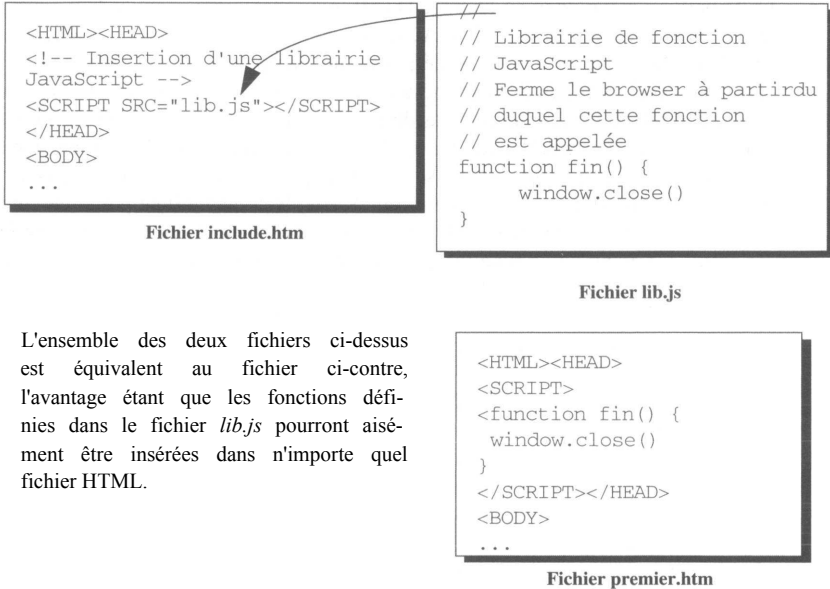 <HTML><HEAD>
<!-- Insertion d'une librairie
JavaScript -->
<SCRIPT SRC="lib.js"></SCRIPT>
</HEAD>
<BODY>
...
Fichier include.htm
//
// Librairie de fonction
// JavaScript
// Ferme le browser à partirdu
// duquel cette fonction
// est appelée
function fin() {
window.close()
}
Fichier lib.js
L'ensemble des deux fichiers ci-dessus
est équivalent au fichier ci-contre,
l'avantage étant que les fonctions défi-
nies dans le fichier lib.js pourront aisé-
ment être insérées dans n'importe quel
fichier HTML.
<HTML><HEAD>
<SCRIPT>
<function fin() {
window.close()
}
</SCRIPT></HEAD>
<BODY>
...
Fichier premier.htm